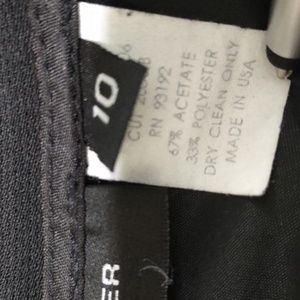 10
RN 93192
67% ACETATE
33% POLYESTER
DRY CLEAN ONLY
MADE IN USA
ER